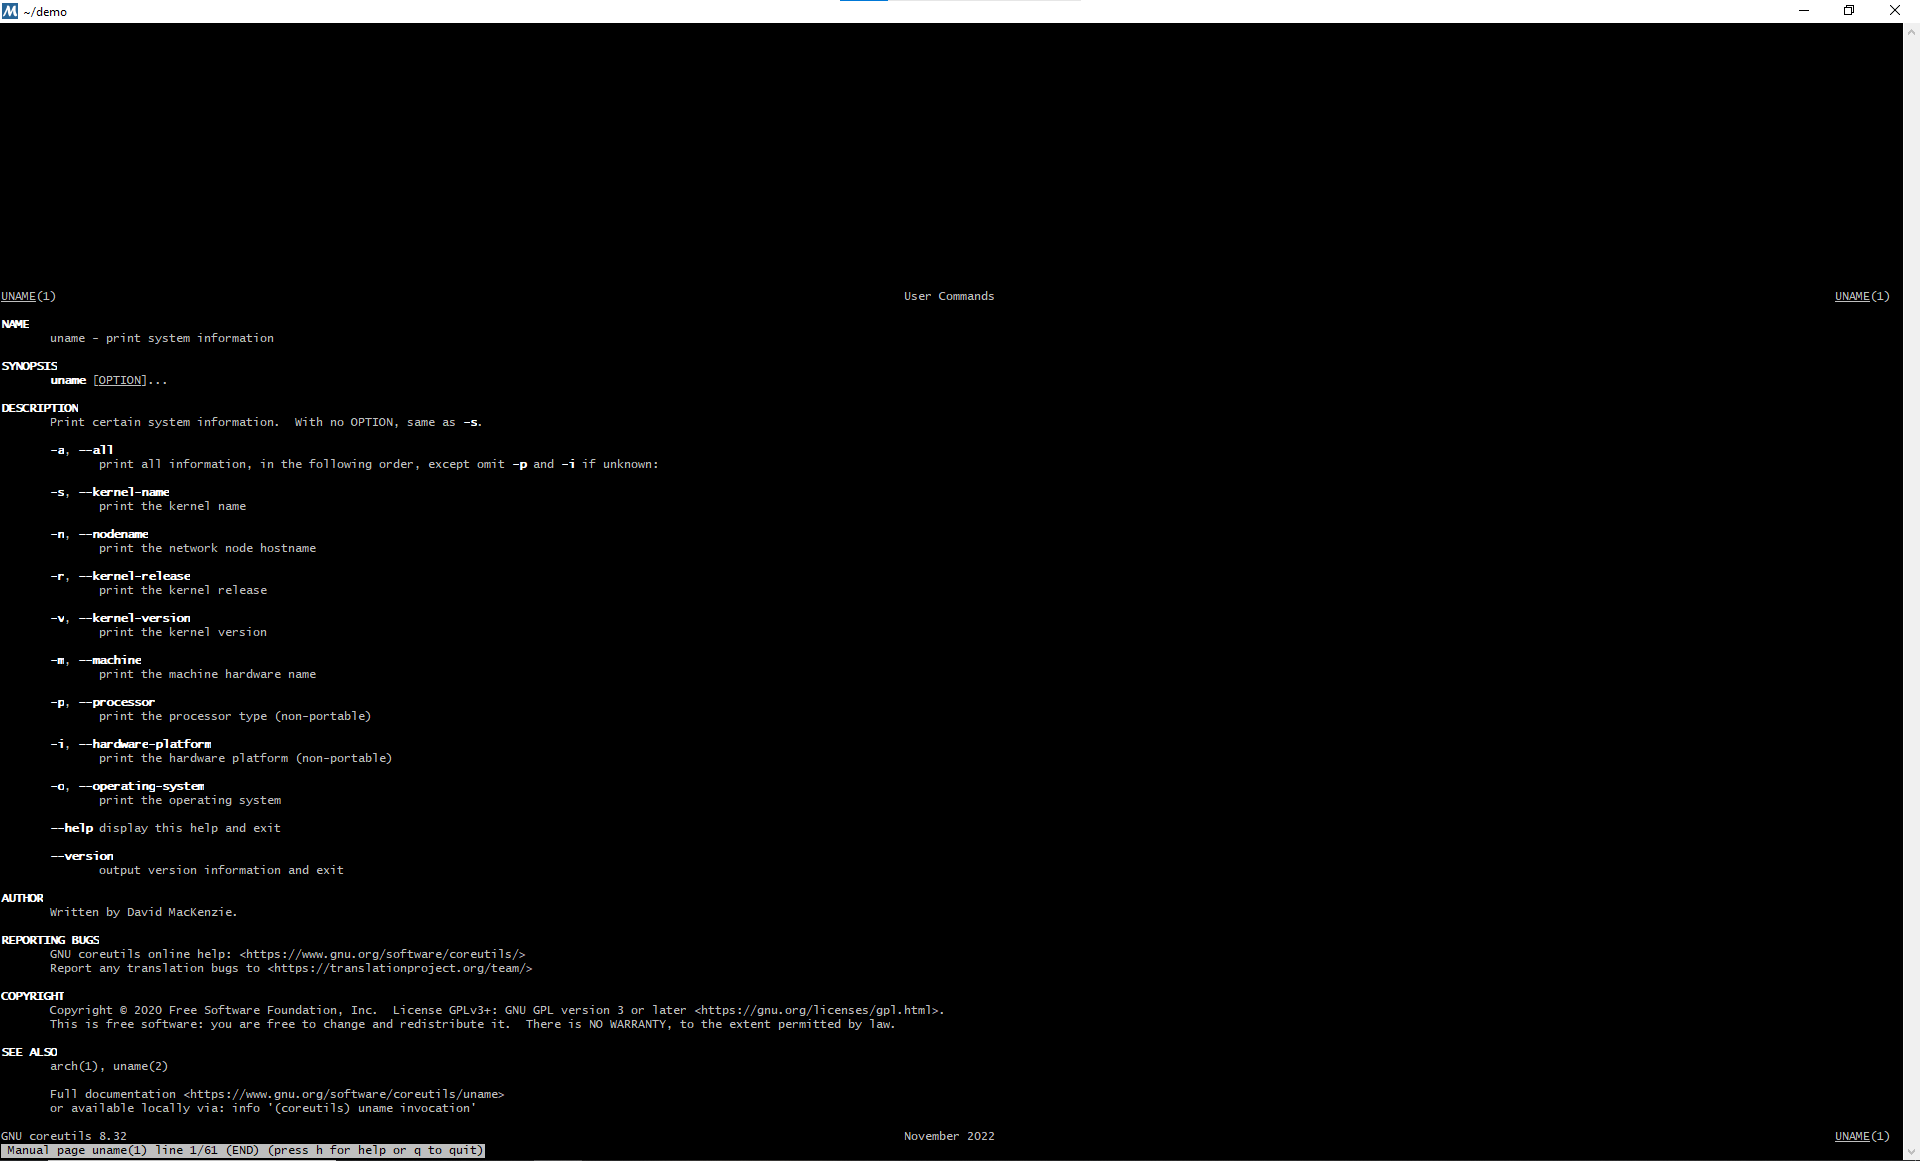 ~/demo
UNAME(1) User Commands UNAME(1)
NAME
uname - print system information
SYNOPSIS
uname [OPTION]...
DESCRIPTION
Print certain system information.  With no OPTION, same as -s.
-a, --all
print all information, in the following order, except omit -p and -i if unknown:
-s, --kernel-name
print the kernel name
-n, --nodename
print the network node hostname
-r, --kernel-release
print the kernel release
-v, --kernel-version
print the kernel version
-m, --machine
print the machine hardware name
-p, --processor
print the processor type (non-portable)
-i, --hardware-platform
print the hardware platform (non-portable)
-o, --operating-system
print the operating system
--help display this help and exit
--version
output version information and exit
AUTHOR
Written by David MacKenzie.
REPORTING BUGS
GNU coreutils online help: <https://www.gnu.org/software/coreutils/>
Report any translation bugs to <https://translationproject.org/team/>
COPYRIGHT
Copyright © 2020 Free Software Foundation, Inc.  License GPLv3+: GNU GPL version 3 or later <https://gnu.org/licenses/gpl.html>.
This is free software: you are free to change and redistribute it.  There is NO WARRANTY, to the extent permitted by law.
SEE ALSO
arch(1), uname(2)
Full documentation <https://www.gnu.org/software/coreutils/uname>
or available locally via: info '(coreutils) uname invocation'
GNU coreutils 8.32 November 2022 UNAME(1)
Manual page uname(1) line 1/61 (END) (press h for help or q to quit)